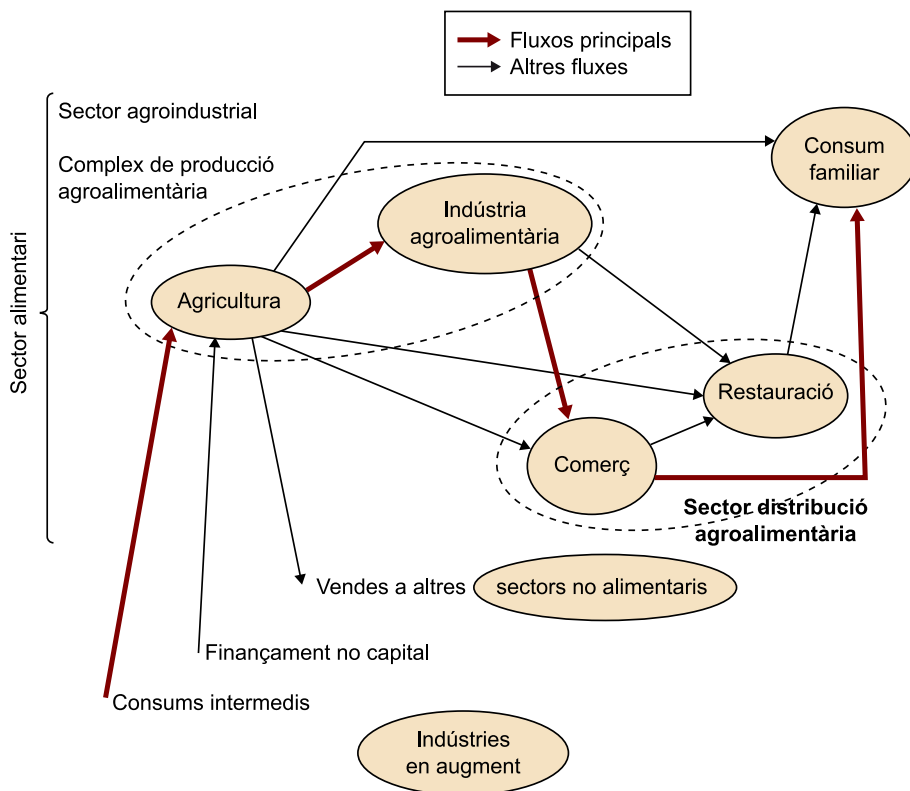 Fluxos principals
Altres fluxes
Sector alimentari
Sector agroindustrial
Complex de producció
agroalimentària
Consum
familiar
Indústria
agroalimentària
Agricultura
Restauració
Comerç
Sector distribució
agroalimentària
Vendes a altres sectors no alimentaris
Finançament no capital
Consums intermedis
Indústries
en augment